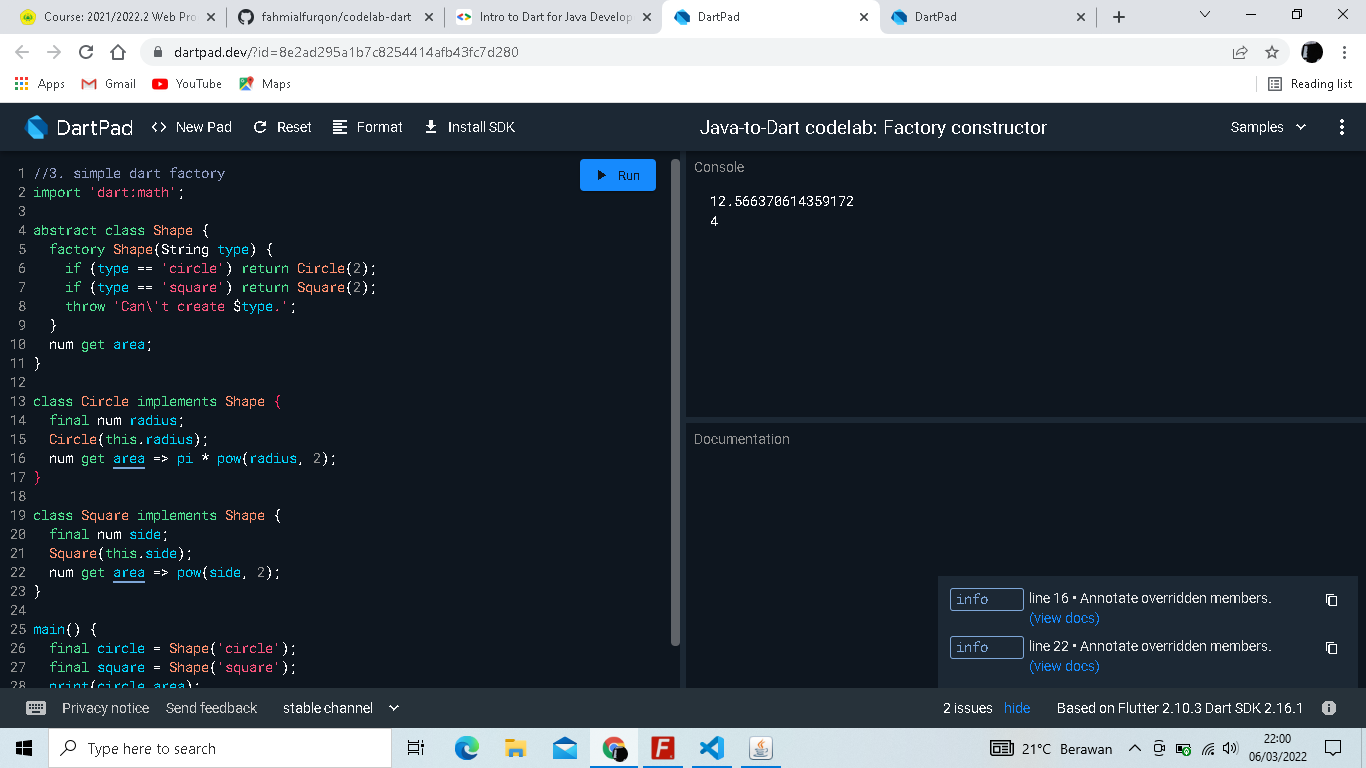 Course: 2021/2022.2 Web Pro
fahmialfurqon/codelab-dart
Intro to Dart for Java Develop
DartPad
DartPad
dartpad.dev/?id=8e2ad295a1b7c8254414afb43fc7d280
Apps
Gmail
YouTube
Maps
Reading list
DartPad
<> New Pad
Reset
Format
Install SDK
Java-to-Dart codelab: Factory constructor
Samples
Run
1 //3. simple dart factory
2 import 'dart:math';
3
4 abstract class Shape {
5   factory Shape(String type) {
6     if (type == 'circle') return Circle(2);
7     if (type == 'square') return Square(2);
8     throw 'Can\'t create $type.';
9   }
10   num get area;
11 }
12
13 class Circle implements Shape {
14   final num radius;
15   Circle(this.radius);
16   num get area => pi * pow(radius, 2);
17 }
18
19 class Square implements Shape {
20   final num side;
21   Square(this.side);
22   num get area => pow(side, 2);
23 }
24
25 main() {
26   final circle = Shape('circle');
27   final square = Shape('square');
28   print(circle.area);
Console
12.566370614359172
4
Documentation
info line 16 • Annotate overridden members.
(view docs)
info line 22 • Annotate overridden members.
(view docs)
Privacy notice
Send feedback
stable channel
2 issues hide
Based on Flutter 2.10.3 Dart SDK 2.16.1
Type here to search
21°C Berawan
22:00
06/03/2022